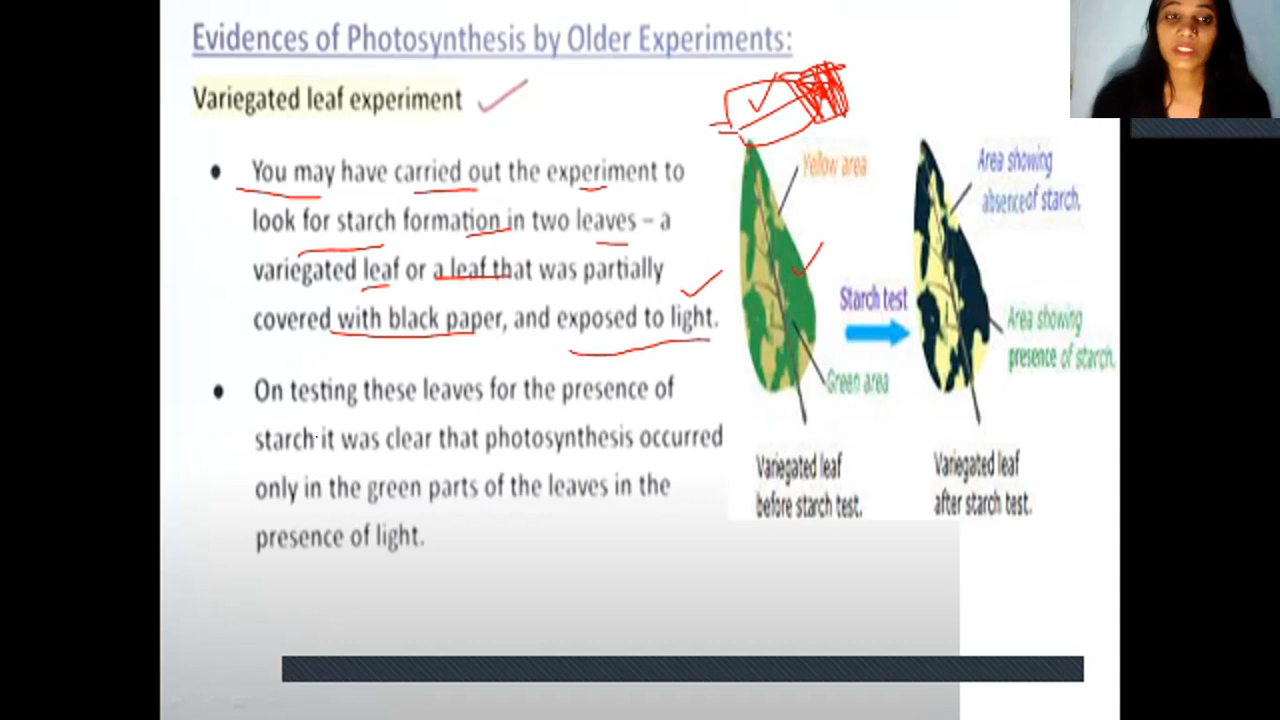 Evidences of Photosynthesis by Older Experiments:
Variegated leaf experiment
• You may have carried out the experiment to
look for starch formation in two leaves – a
variegated leaf or a leaf that was partially
covered with black paper, and exposed to light.
• On testing these leaves for the presence of
starch it was clear that photosynthesis occurred
only in the green parts of the leaves in the
presence of light.
Yellow area
Green area
Variegated leaf
before starch test.
Starch test
Area showing
absence of starch.
Area showing
presence of starch.
Variegated leaf
after starch test.